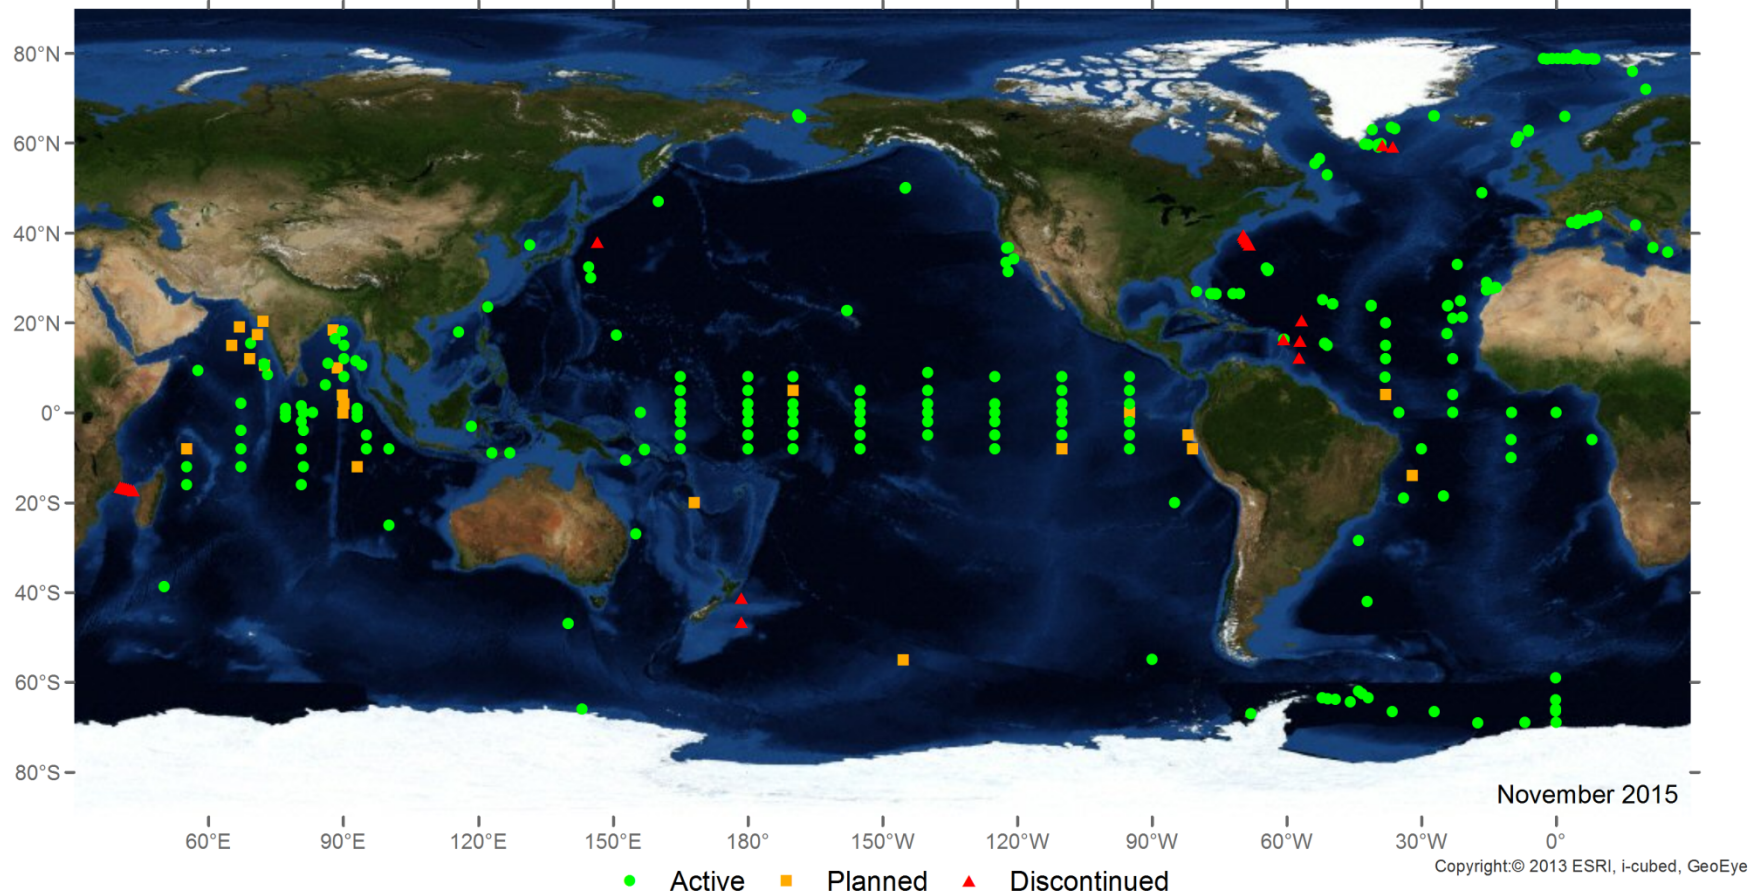 80°N
60°N
40°N
20°N
0°
20°S
40°S
60°S
80°S
November 2015
60°E 90°E 120°E 150°E 180° 150°W 120°W 90°W 60°W 30°W 0°
Copyright:© 2013 ESRI, i-cubed, GeoEye
Active Planned Discontinued